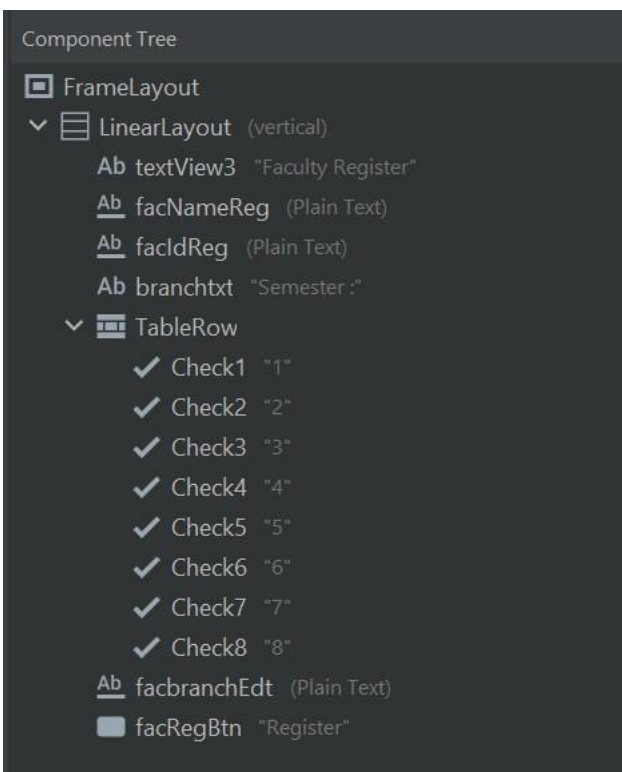 Component Tree
FrameLayout
LinearLayout (vertical)
Ab textView3 "Faculty Register"
Ab facNameReg (Plain Text)
Ab facIdReg (Plain Text)
Ab branchtxt "Semester :"
TableRow
Check1 "1"
Check2 "2"
Check3 "3"
Check4 "4"
Check5 "5"
Check6 "6"
Check7 "7"
Check8 "8"
Ab facbranchEdt (Plain Text)
facRegBtn "Register"